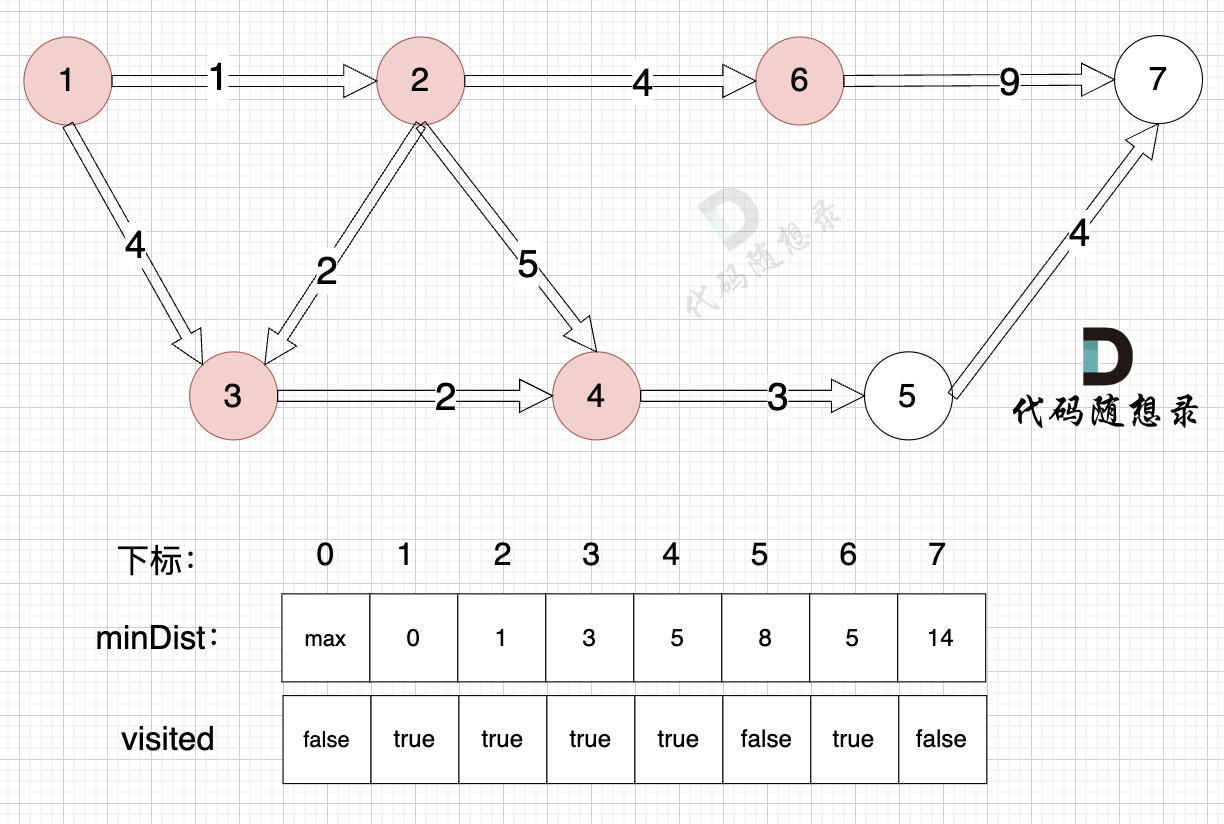 1 1 2 4 6 9 7
4 2 5 4
代码随想录
3 2 4 3 5
代码随想录
下标: 0 1 2 3 4 5 6 7
minDist: max 0 1 3 5 8 5 14
visited false true true true true false true false